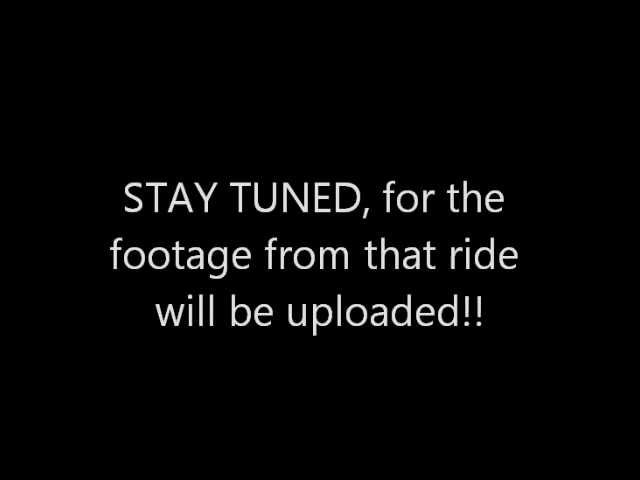 STAY TUNED, for the
footage from that ride
will be uploaded!!